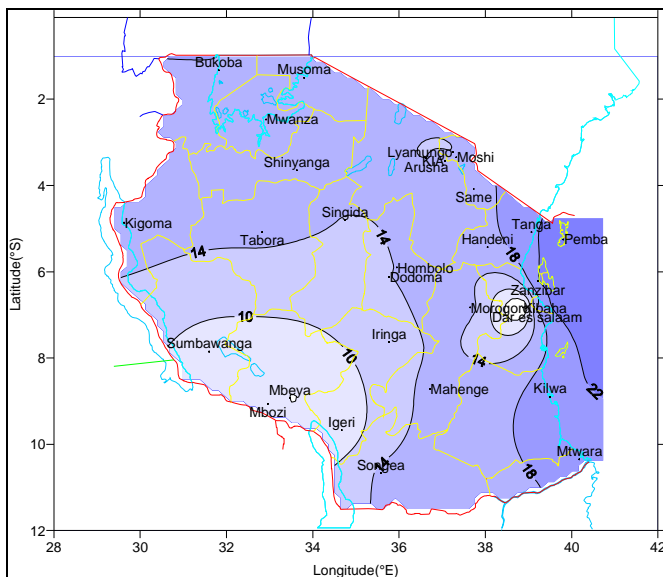 Bukoba
Musoma
2
Mwanza
Lyamungo
Moshi
KIA
Arusha
Shinyanga
4
Same
Singida
Kigoma
Tanga
14
Tabora
14
Handeni
18
Pemba
Latitude(°S)
6
Hombolo
Dodoma
Zanzibar
Morogoro
Kibaha
Dar es salaam
10
Sumbawanga
Iringa
10
14
8
Mbeya
Mahenge
Kilwa
22
Mbozi
Igeri
10
Songea
14
Mtwara
18
12
28 30 32 34 36 38 40 42
Longitude(°E)